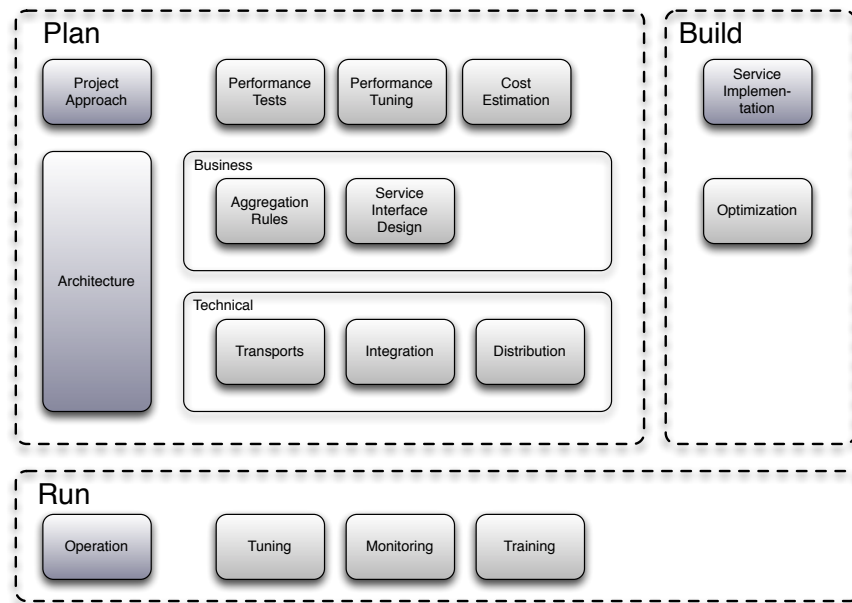 Plan
Project
Approach
Performance
Tests
Performance
Tuning
Cost
Estimation
Architecture
Business
Aggregation
Rules
Service
Interface
Design
Technical
Transports
Integration
Distribution
Build
Service
Implemen-
tation
Optimization
Run
Operation
Tuning
Monitoring
Training